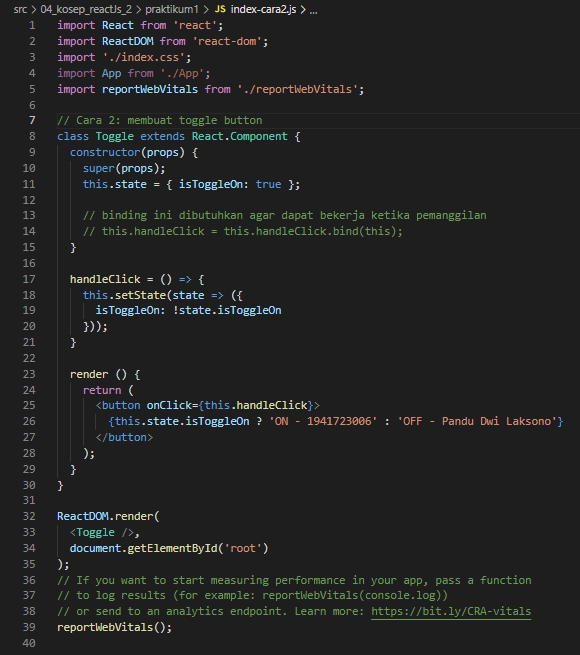 src > 04_kosep_reactJs_2 > praktikum1 > JS index-cara2.js > ...
1 import React from 'react';
2 import ReactDOM from 'react-dom';
3 import './index.css';
4 import App from './App';
5 import reportWebVitals from './reportWebVitals';
6
7 // Cara 2: membuat toggle button
8 class Toggle extends React.Component {
9   constructor(props) {
10     super(props);
11     this.state = { isToggleOn: true };
12
13     // binding ini dibutuhkan agar dapat bekerja ketika pemanggilan
14     // this.handleClick = this.handleClick.bind(this);
15   }
16
17   handleClick = () => {
18     this.setState(state => ({
19       isToggleOn: !state.isToggleOn
20     }));
21   }
22
23   render () {
24     return (
25       <button onClick={this.handleClick}>
26         {this.state.isToggleOn ? 'ON - 1941723006' : 'OFF - Pandu Dwi Laksono'}
27       </button>
28     );
29   }
30 }
31
32 ReactDOM.render(
33   <Toggle />,
34   document.getElementById('root')
35 );
36 // If you want to start measuring performance in your app, pass a function
37 // to log results (for example: reportWebVitals(console.log))
38 // or send to an analytics endpoint. Learn more: https://bit.ly/CRA-vitals
39 reportWebVitals();
40